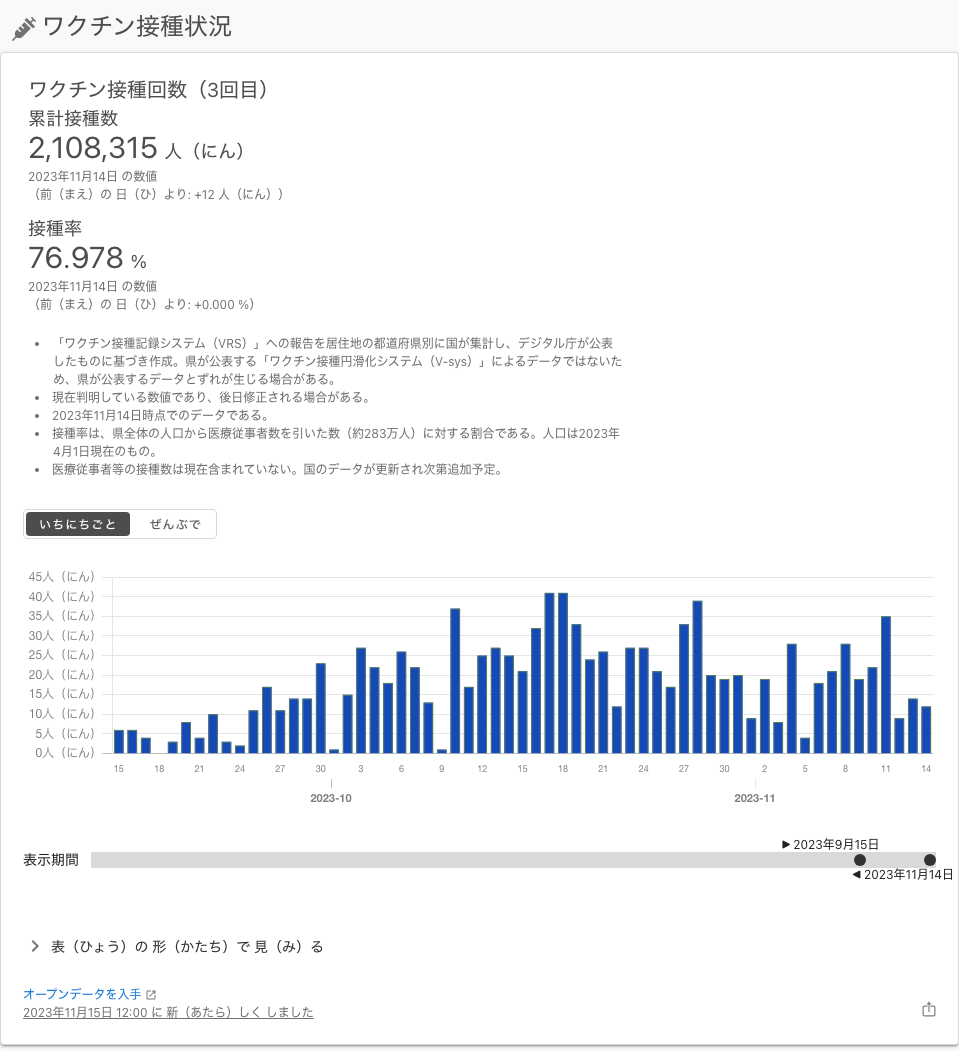 ワクチン接種状況
ワクチン接種回数（3回目）
累計接種数
2,108,315 人（にん）
2023年11月14日 の数値
（前（まえ）の 日（ひ）より: +12 人（にん））
接種率
76.978 %
2023年11月14日 の数値
（前（まえ）の 日（ひ）より: +0.000 %）
• 「ワクチン接種記録システム（VRS）」への報告を居住地の都道府県別に国が集計し、デジタル庁が公表
したものに基づき作成。県が公表する「ワクチン接種円滑化システム（V-sys）」によるデータではないた
め、県が公表するデータとずれが生じる場合がある。
• 現在判明している数値であり、後日修正される場合がある。
• 2023年11月14日時点でのデータである。
• 接種率は、県全体の人口から医療従事者数を引いた数（約283万人）に対する割合である。人口は2023年
4月1日現在のもの。
• 医療従事者等の接種数は現在含まれていない。国のデータが更新され次第追加予定。
いちにちごと ぜんぶで
45人（にん）
40人（にん）
35人（にん）
30人（にん）
25人（にん）
20人（にん）
15人（にん）
10人（にん）
5人（にん）
0人（にん）
15 18 21 24 27 30 3 6 9 12 15 18 21 24 27 30 2 5 8 11 14
2023-10 2023-11
▶ 2023年9月15日
表示期間
◀ 2023年11月14日
表（ひょう）の 形（かたち）で 見（み）る
オープンデータを入手
2023年11月15日 12:00 に 新（あたら）しく しました